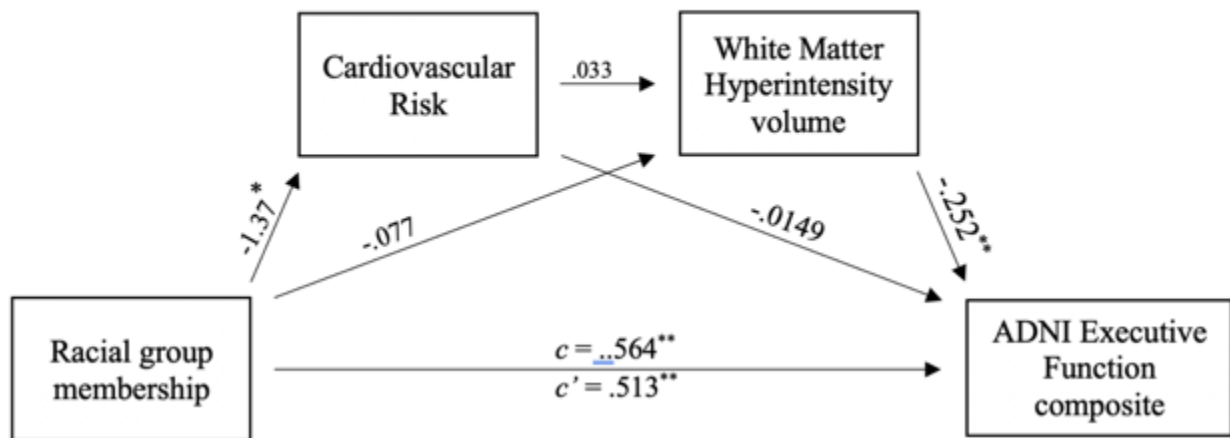 Cardiovascular
Risk
.033
White Matter
Hyperintensity
volume
-1.37*
-.077
-.0149
-.252**
Racial group
membership
c = ..564**
c' = .513**
ADNI Executive
Function
composite